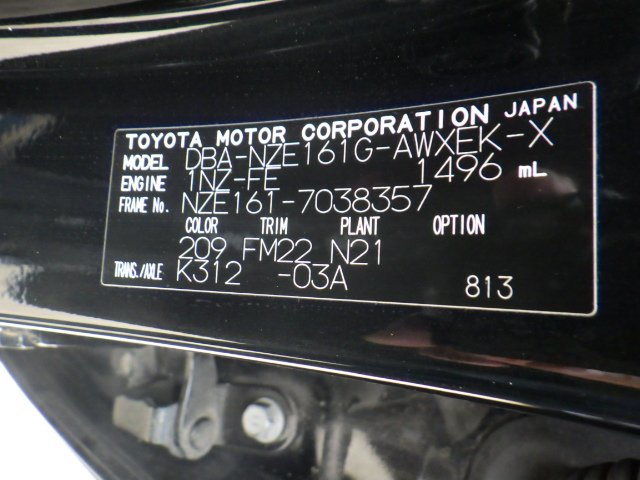 TOYOTA MOTOR CORPORATION JAPAN
MODEL DBA-NZE161G-AWXEK-X
ENGINE 1NZ-FE 1496 mL
FRAME No. NZE161-7038357
COLOR TRIM PLANT OPTION
209 FM22 N21
TRANS./AXLE K312 -03A 813